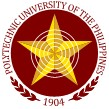 POLYTECHNIC UNIVERSITY OF THE PHILIPPINES
1904